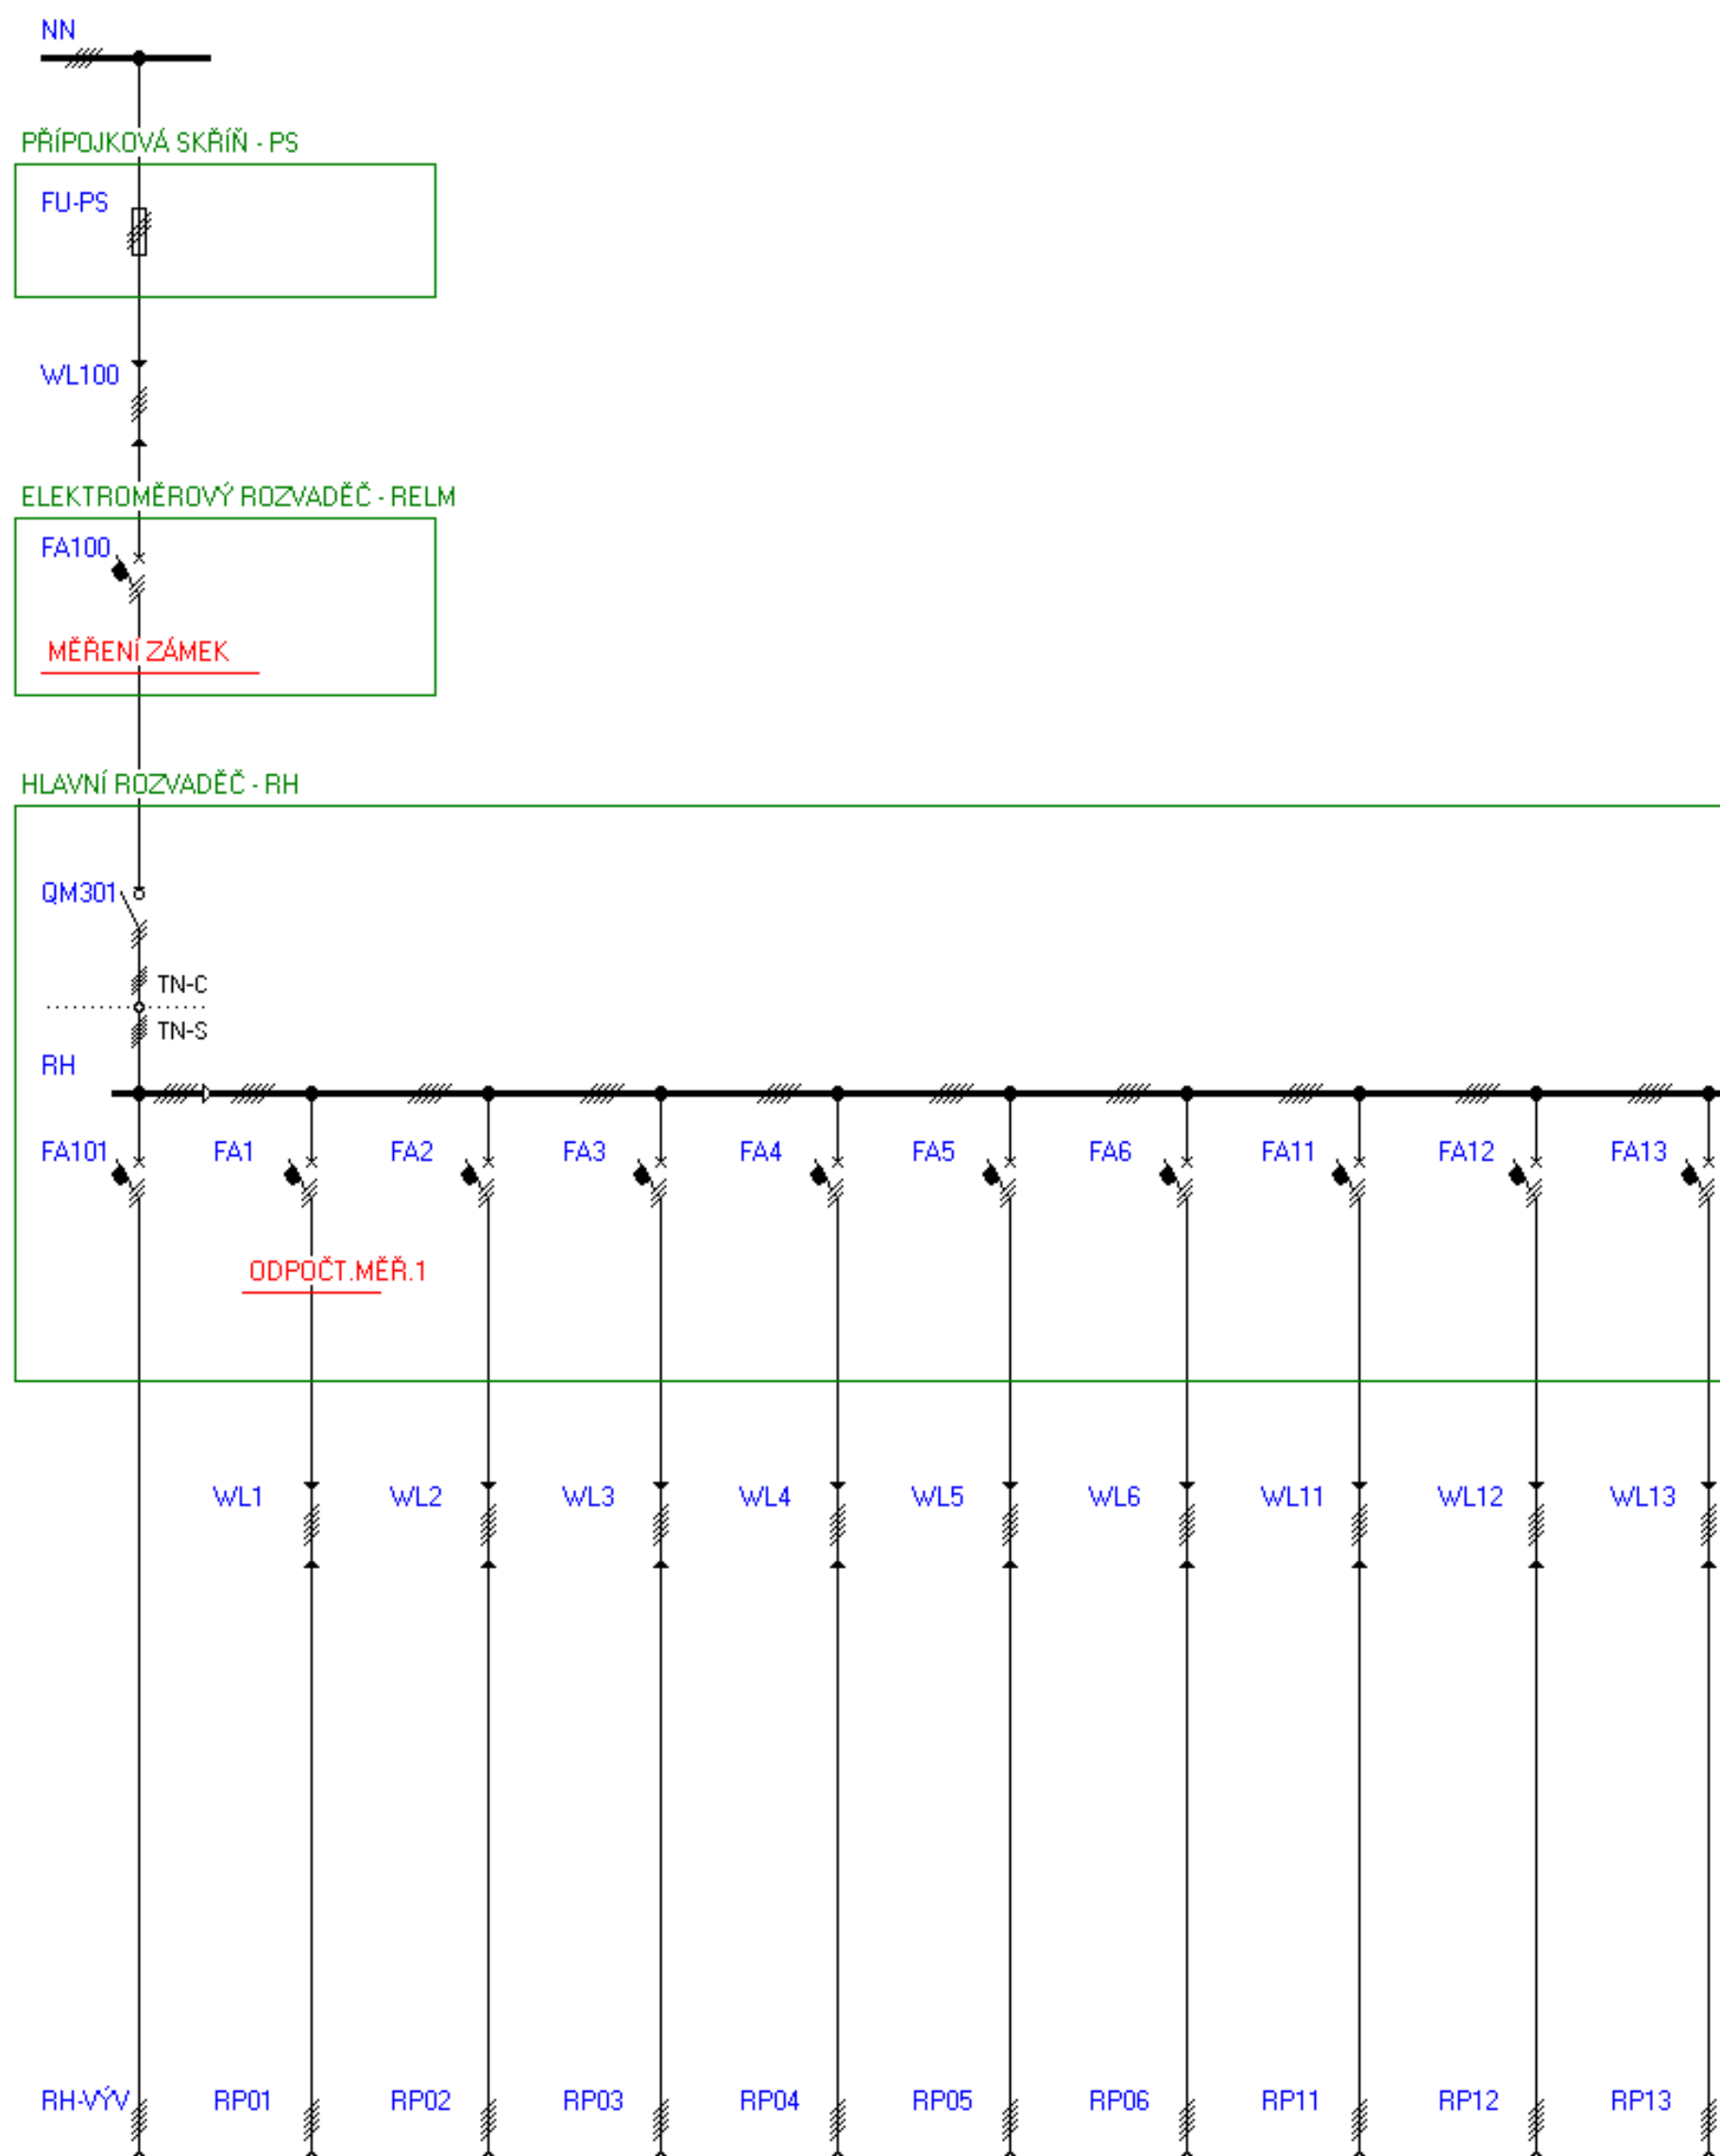 NN
PŘÍPOJKOVÁ SKŘÍŇ - PS
FU-PS
WL100
ELEKTROMĚROVÝ ROZVADĚČ - RELM
FA100
MĚŘENÍ ZÁMEK
HLAVNÍ ROZVADĚČ - RH
QM301
TN-C
TN-S
RH
FA101 FA1 FA2 FA3 FA4 FA5 FA6 FA11 FA12 FA13
ODPOČT.MĚŘ.1
WL1 WL2 WL3 WL4 WL5 WL6 WL11 WL12 WL13
RH-VÝV RP01 RP02 RP03 RP04 RP05 RP06 RP11 RP12 RP13